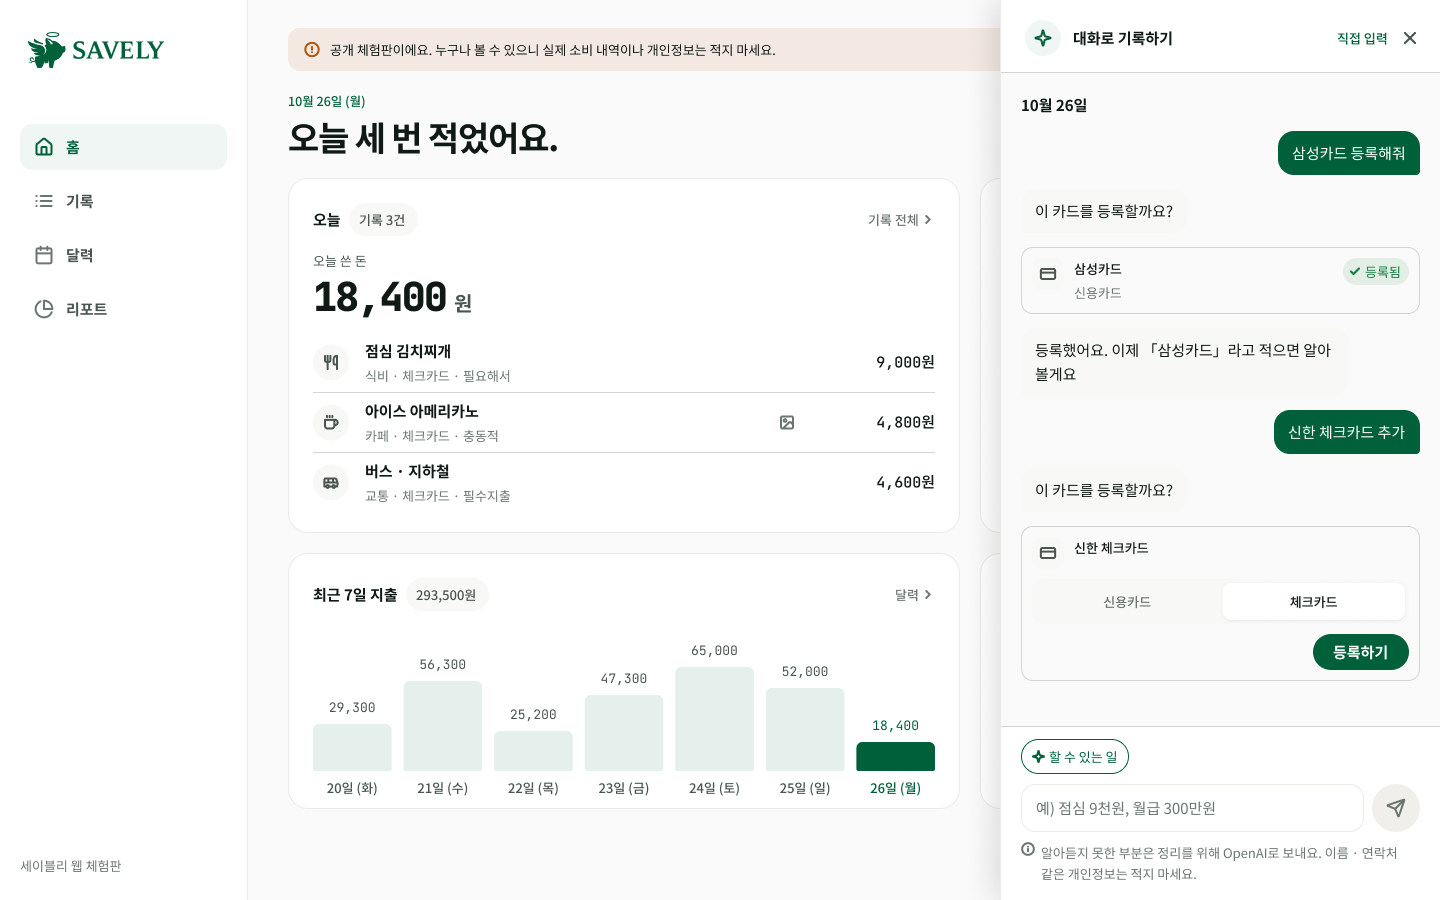 SAVELY
홈
기록
달력
리포트
세이블리 웹 체험판
공개 체험판이에요. 누구나 볼 수 있으니 실제 소비 내역이나 개인정보는 적지 마세요.
10월 26일 (월)
오늘 세 번 적었어요.
오늘 기록 3건
기록 전체
오늘 쓴 돈
18,400 원
점심 김치찌개
식비 · 체크카드 · 필요해서
9,000원
아이스 아메리카노
카페 · 체크카드 · 충동적
4,800원
버스 · 지하철
교통 · 체크카드 · 필수지출
4,600원
최근 7일 지출 293,500원
달력
29,300
56,300
25,200
47,300
65,000
52,000
18,400
20일 (화)
21일 (수)
22일 (목)
23일 (금)
24일 (토)
25일 (일)
26일 (월)
대화로 기록하기
직접 입력
10월 26일
삼성카드 등록해줘
이 카드를 등록할까요?
삼성카드
신용카드
등록됨
등록했어요. 이제 「삼성카드」라고 적으면 알아
볼게요
신한 체크카드 추가
이 카드를 등록할까요?
신한 체크카드
신용카드
체크카드
등록하기
할 수 있는 일
예) 점심 9천원, 월급 300만원
알아듣지 못한 부분은 정리를 위해 OpenAI로 보내요. 이름 · 연락처
같은 개인정보는 적지 마세요.